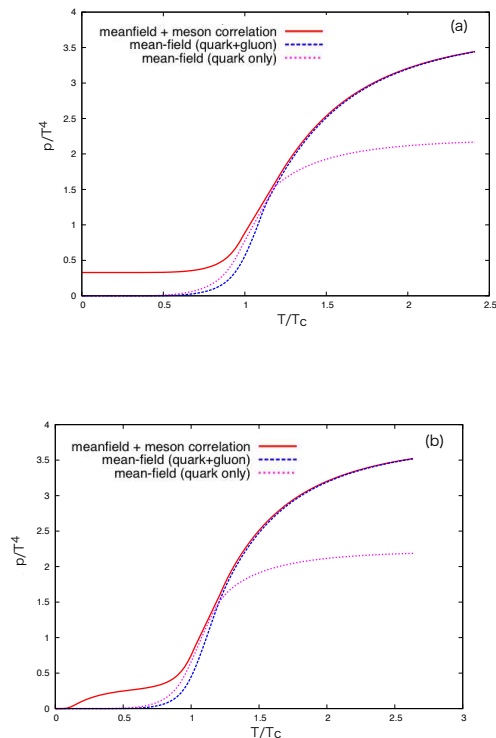 (a)
meanfield + meson correlation
mean-field (quark+gluon)
mean-field (quark only)
4
3.5
3
2.5
2
1.5
1
0.5
0
p/T^4
0
0.5
1
1.5
2
2.5
T/Tc
(b)
meanfield + meson correlation
mean-field (quark+gluon)
mean-field (quark only)
4
3.5
3
2.5
2
1.5
1
0.5
0
p/T^4
0
0.5
1
1.5
2
2.5
3
T/Tc